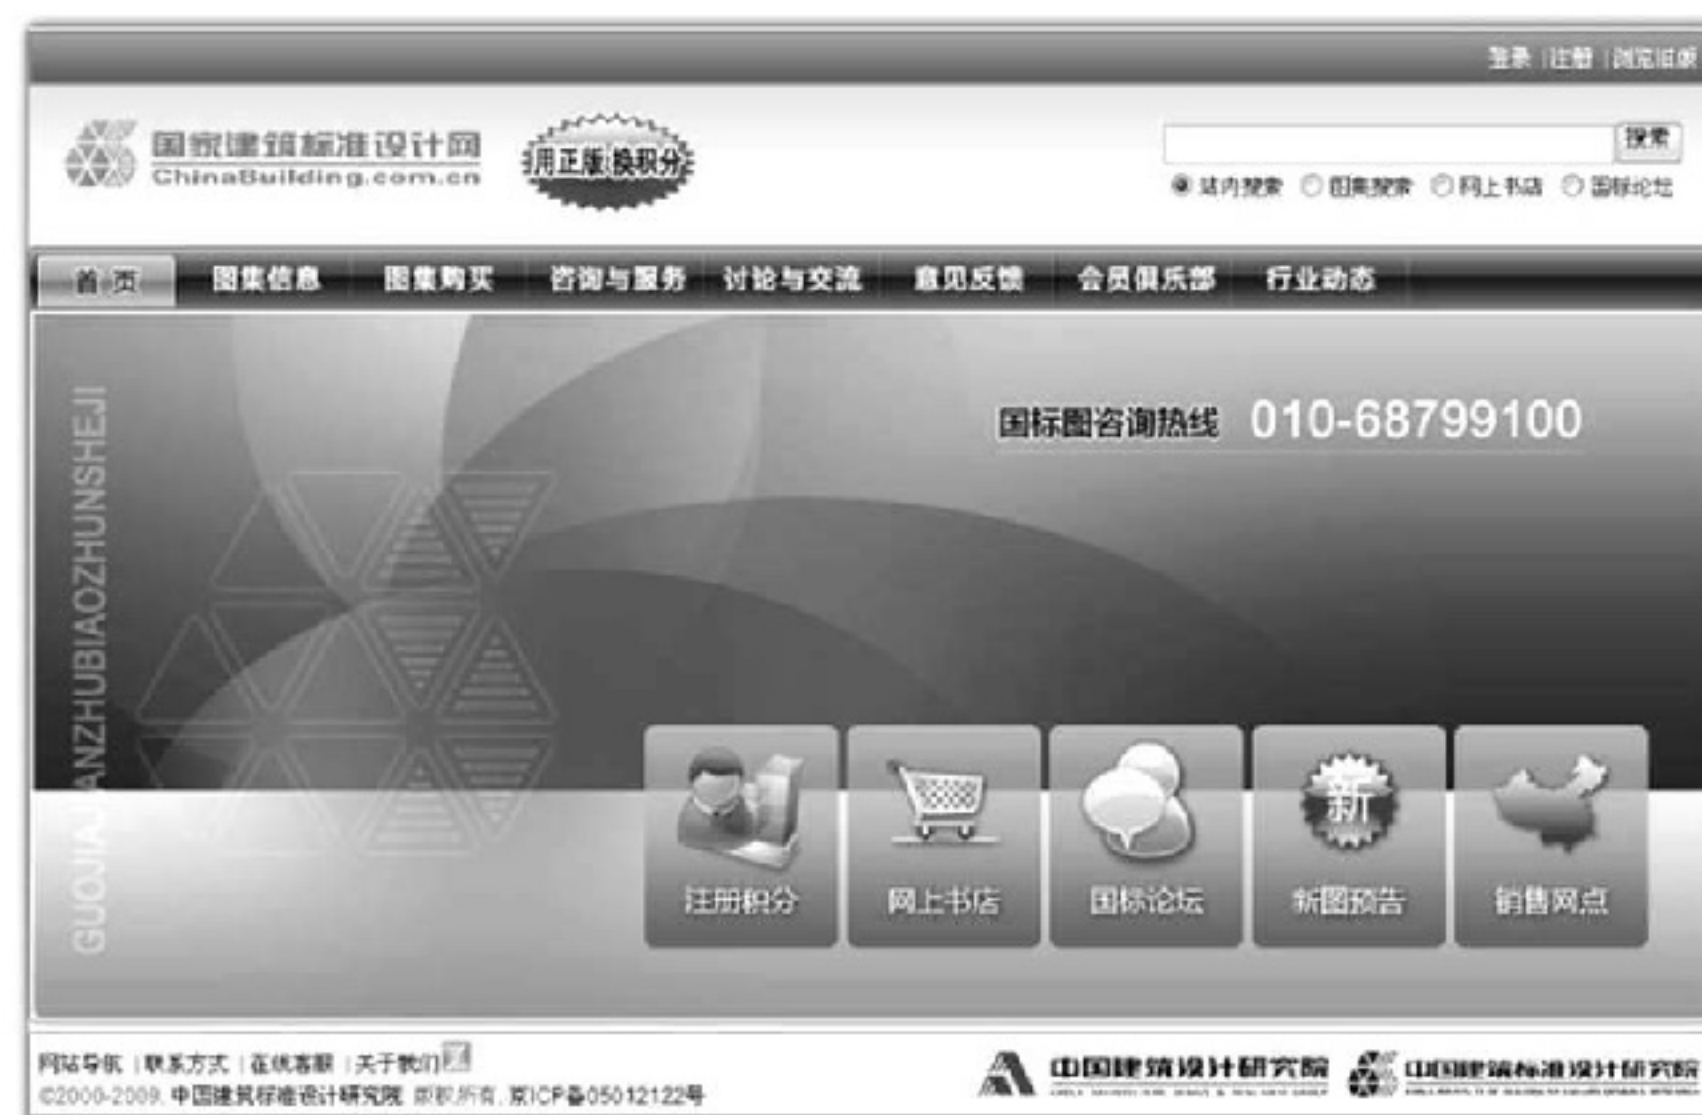 登录 | 注册 | 浏览旧版
国家建筑标准设计网
ChinaBuilding.com.cn
用正版 换积分
搜索
站内搜索 图集搜索 网上书店 国标论坛
首页 图集信息 图集购买 咨询与服务 讨论与交流 意见反馈 会员俱乐部 行业动态
国标图咨询热线 010-68799100
GUOJIAJIANZHUBIAOZHUNSHEJI
新
注册积分 网上书店 国标论坛 新图预告 销售网点
网站导航 | 联系方式 | 在线客服 | 关于我们
©2000-2009. 中国建筑标准设计研究院 版权所有. 京ICP备05012122号
中国建筑设计研究院
中国建筑标准设计研究院